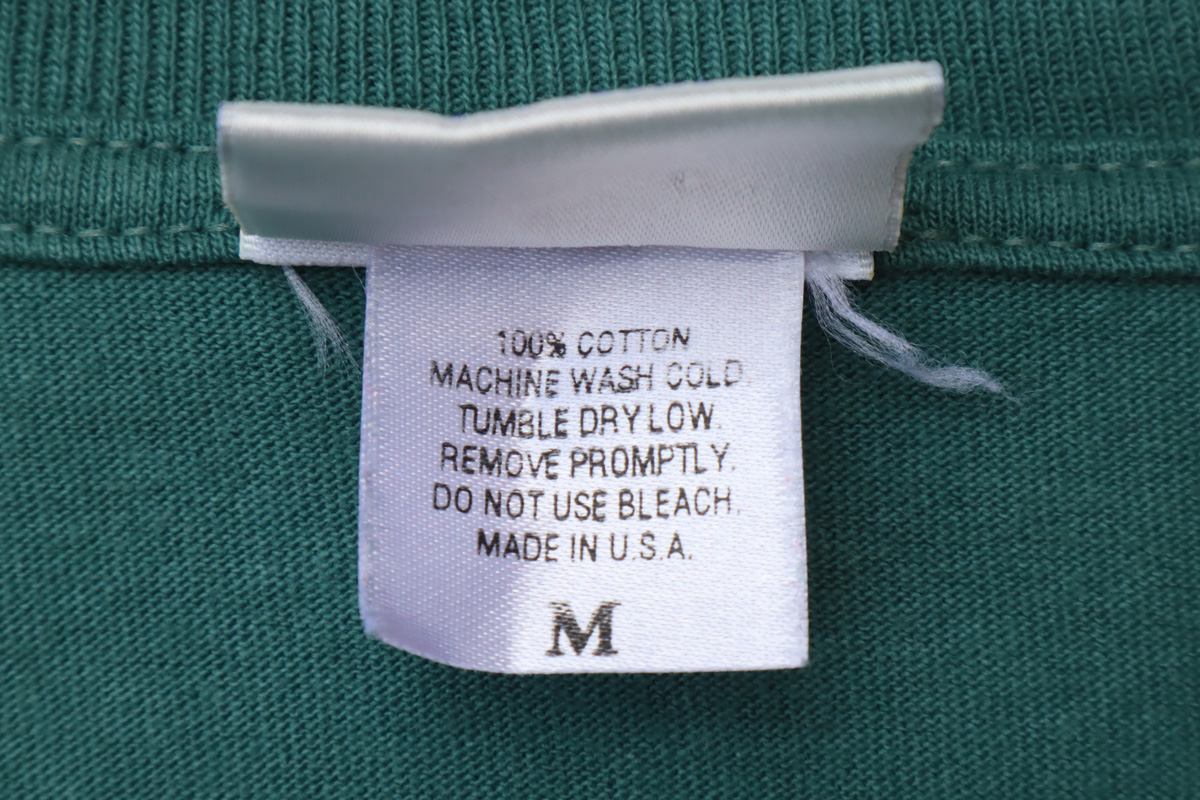 100% COTTON
MACHINE WASH COLD.
TUMBLE DRY LOW.
REMOVE PROMPTLY.
DO NOT USE BLEACH.
MADE IN U.S.A.
M